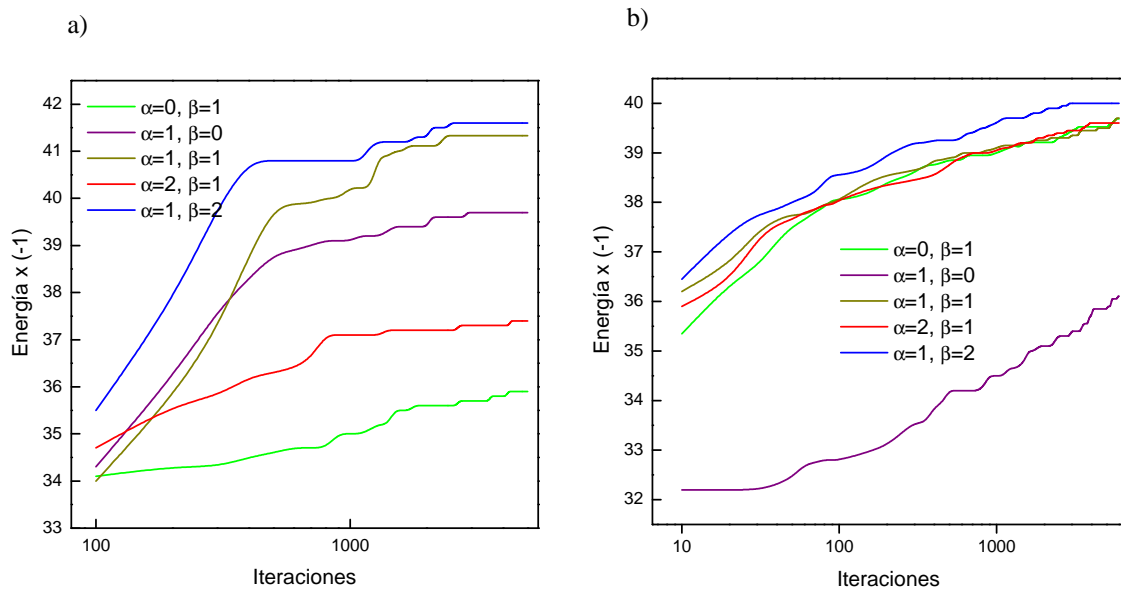 a)
42
41
40
39
38
37
36
35
34
33
Energía x (-1)
α=0, β=1
α=1, β=0
α=1, β=1
α=2, β=1
α=1, β=2
100
1000
Iteraciones
b)
40
39
38
37
36
35
34
33
32
Energía x (-1)
α=0, β=1
α=1, β=0
α=1, β=1
α=2, β=1
α=1, β=2
10
100
1000
Iteraciones